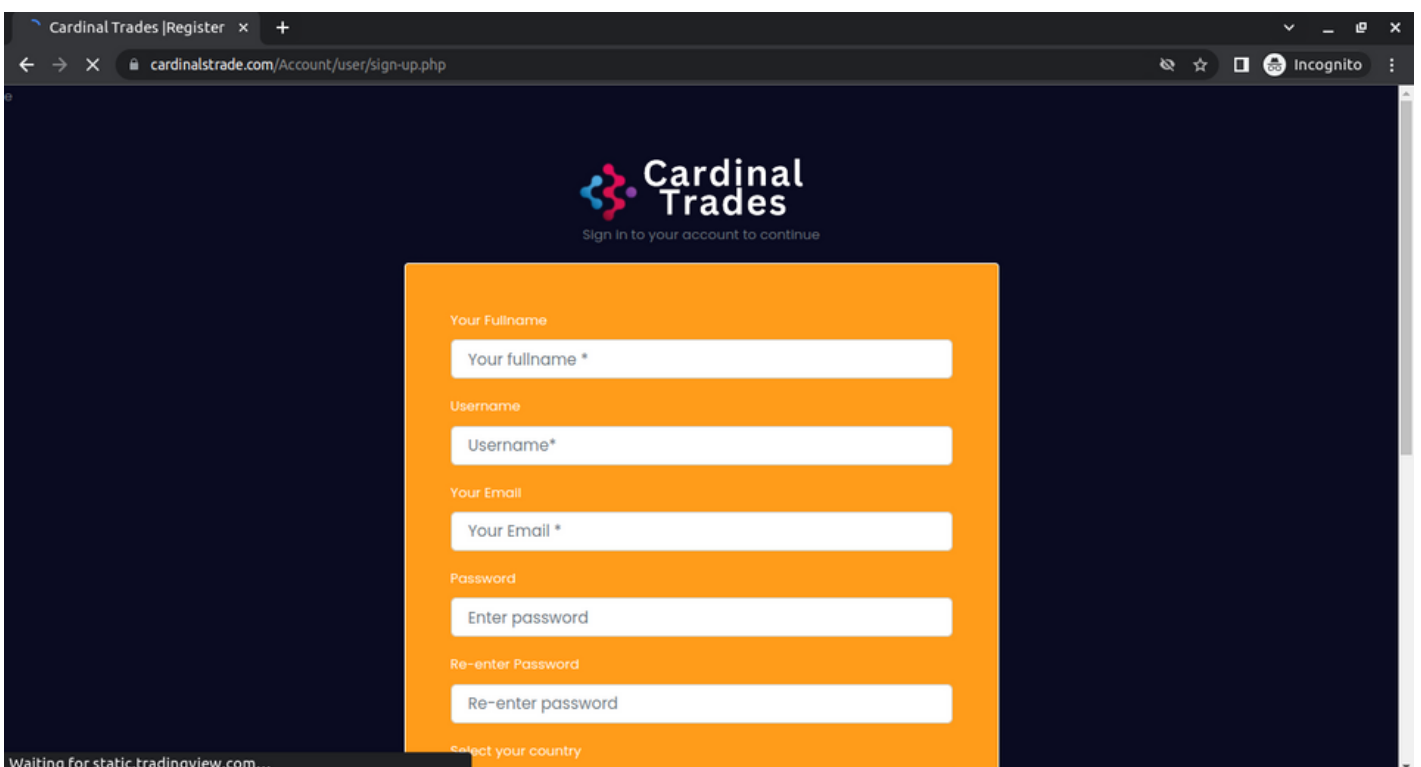 Cardinal Trades |Register
cardinalstrade.com/Account/user/sign-up.php
Incognito
e
Cardinal
Trades
Sign in to your account to continue
Your Fullname
Your fullname *
Username
Username*
Your Email
Your Email *
Password
Enter password
Re-enter Password
Re-enter password
Select your country
Waiting for static.tradingview.com...